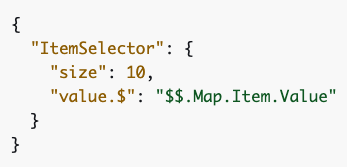 {
  "ItemSelector": {
    "size": 10,
    "value.$": "$$.Map.Item.Value"
  }
}